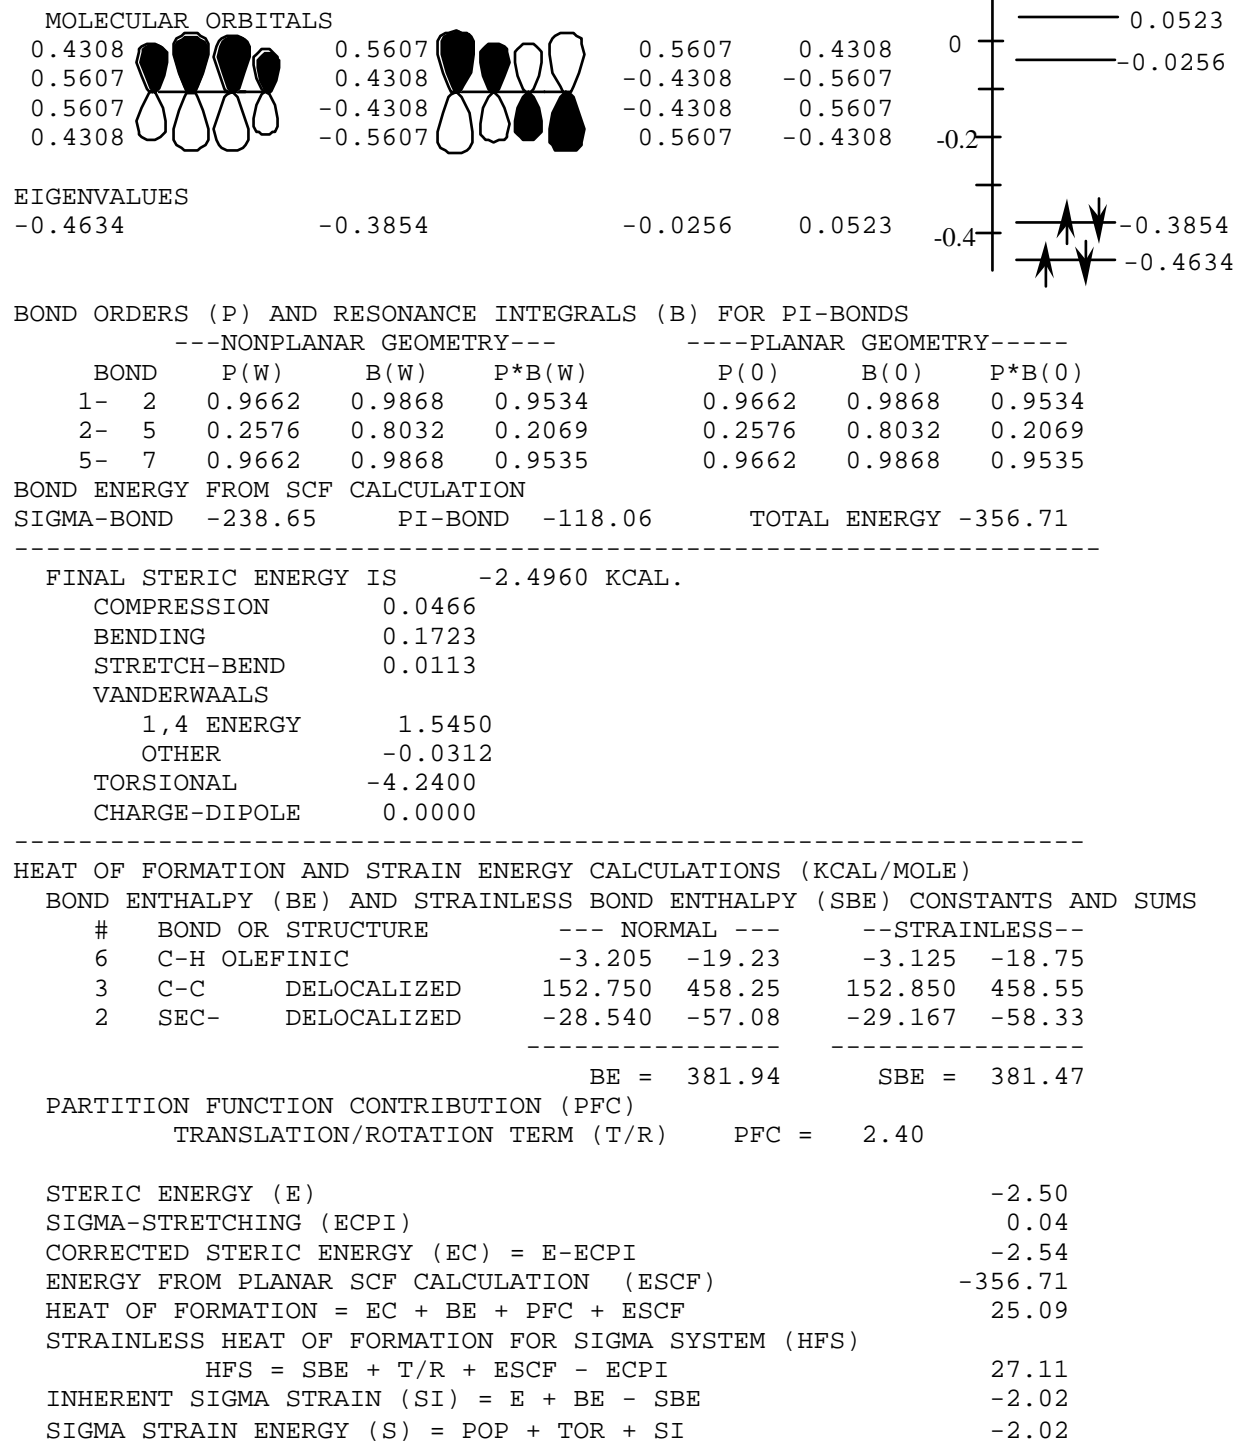 MOLECULAR ORBITALS
0.4308 0.5607 0.5607 0.4308
0.5607 0.4308 -0.4308 -0.5607
0.5607 -0.4308 -0.4308 0.5607
0.4308 -0.5607 0.5607 -0.4308
EIGENVALUES
-0.4634 -0.3854 -0.0256 0.0523
0.0523
0
-0.0256
-0.2
-0.3854
-0.4
-0.4634
BOND ORDERS (P) AND RESONANCE INTEGRALS (B) FOR PI-BONDS
---NONPLANAR GEOMETRY--- ----PLANAR GEOMETRY-----
BOND P(W) B(W) P*B(W) P(0) B(0) P*B(0)
1- 2 0.9662 0.9868 0.9534 0.9662 0.9868 0.9534
2- 5 0.2576 0.8032 0.2069 0.2576 0.8032 0.2069
5- 7 0.9662 0.9868 0.9535 0.9662 0.9868 0.9535
BOND ENERGY FROM SCF CALCULATION
SIGMA-BOND -238.65 PI-BOND -118.06 TOTAL ENERGY -356.71
--------------------------------------------------------------------
FINAL STERIC ENERGY IS -2.4960 KCAL.
COMPRESSION 0.0466
BENDING 0.1723
STRETCH-BEND 0.0113
VANDERWAALS
1,4 ENERGY 1.5450
OTHER -0.0312
TORSIONAL -4.2400
CHARGE-DIPOLE 0.0000
-------------------------------------------------------------------
HEAT OF FORMATION AND STRAIN ENERGY CALCULATIONS (KCAL/MOLE)
BOND ENTHALPY (BE) AND STRAINLESS BOND ENTHALPY (SBE) CONSTANTS AND SUMS
# BOND OR STRUCTURE --- NORMAL --- --STRAINLESS--
6 C-H OLEFINIC -3.205 -19.23 -3.125 -18.75
3 C-C DELOCALIZED 152.750 458.25 152.850 458.55
2 SEC- DELOCALIZED -28.540 -57.08 -29.167 -58.33
---------------- ----------------
BE = 381.94 SBE = 381.47
PARTITION FUNCTION CONTRIBUTION (PFC)
TRANSLATION/ROTATION TERM (T/R) PFC = 2.40
STERIC ENERGY (E) -2.50
SIGMA-STRETCHING (ECPI) 0.04
CORRECTED STERIC ENERGY (EC) = E-ECPI -2.54
ENERGY FROM PLANAR SCF CALCULATION (ESCF) -356.71
HEAT OF FORMATION = EC + BE + PFC + ESCF 25.09
STRAINLESS HEAT OF FORMATION FOR SIGMA SYSTEM (HFS)
HFS = SBE + T/R + ESCF - ECPI 27.11
INHERENT SIGMA STRAIN (SI) = E + BE - SBE -2.02
SIGMA STRAIN ENERGY (S) = POP + TOR + SI -2.02